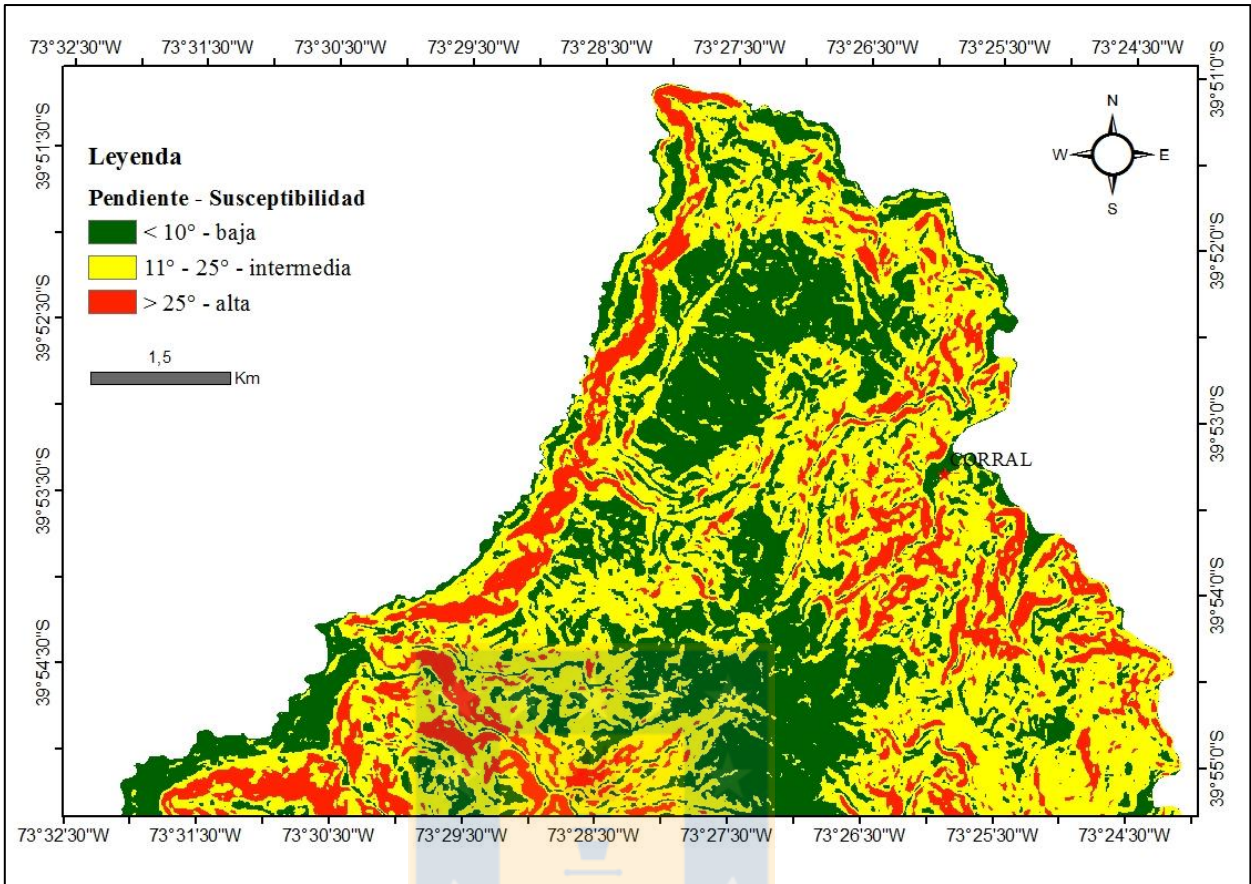 73°32'30"W 73°31'30"W 73°30'30"W 73°29'30"W 73°28'30"W 73°27'30"W 73°26'30"W 73°25'30"W 73°24'30"W
39°51'0"S
39°51'30"S
39°52'0"S
39°52'30"S
39°53'0"S
39°53'30"S
39°54'0"S
39°54'30"S
39°55'0"S
N
W E
S
Leyenda
Pendiente - Susceptibilidad
< 10° - baja
11° - 25° - intermedia
> 25° - alta
1,5
Km
CORRAL
73°32'30"W 73°31'30"W 73°30'30"W 73°29'30"W 73°28'30"W 73°27'30"W 73°26'30"W 73°25'30"W 73°24'30"W